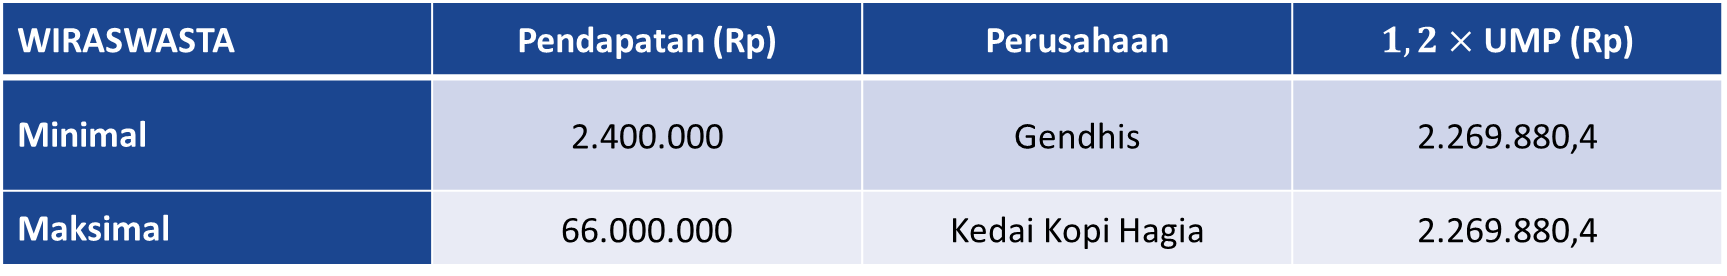 WIRASWASTA Pendapatan (Rp) Perusahaan 1, 2 × UMP (Rp)
Minimal 2.400.000 Gendhis 2.269.880,4
Maksimal 66.000.000 Kedai Kopi Hagia 2.269.880,4